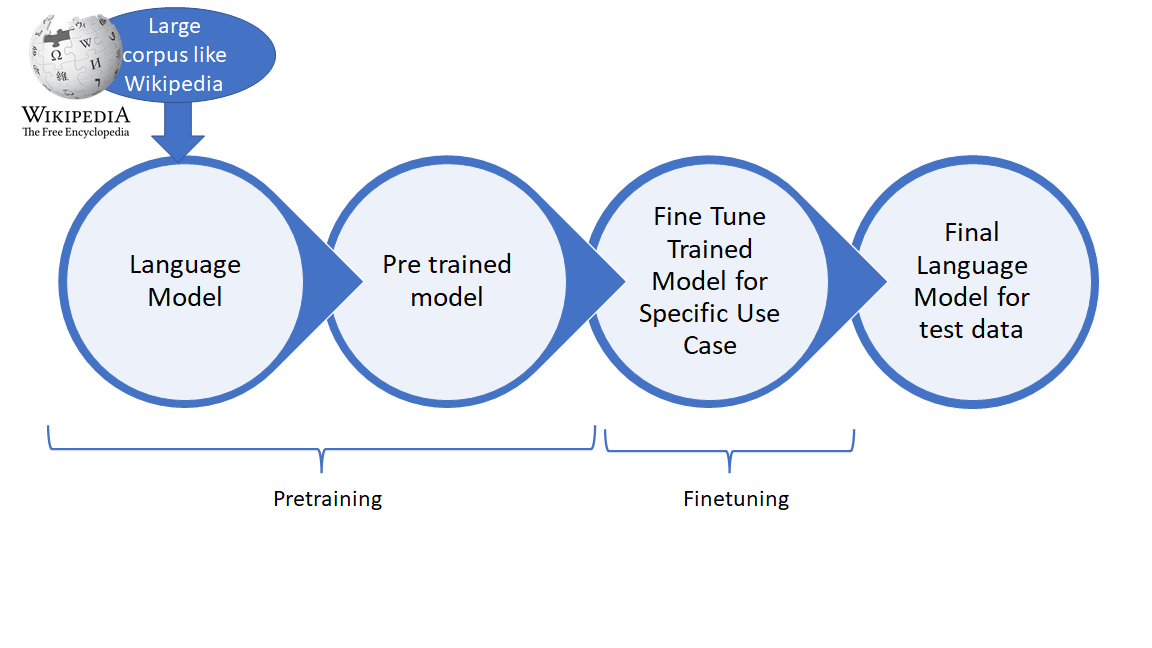 Large
corpus like
Wikipedia
WIKIPEDIA
The Free Encyclopedia
Language
Model
Pre trained
model
Fine Tune
Trained
Model for
Specific Use
Case
Final
Language
Model for
test data
Pretraining
Finetuning